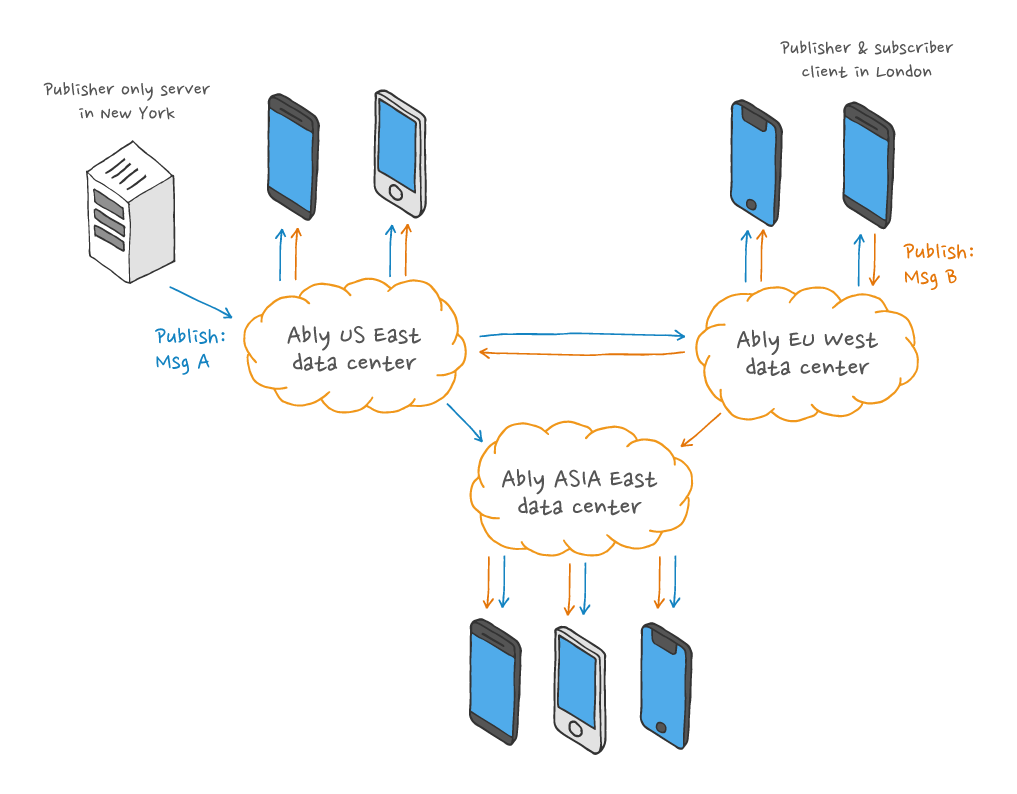 Publisher & subscriber
client in London
Publisher only server
in New York
Publish:
Msg B
Publish:
Msg A
Ably US East
data center
Ably EU West
data center
Ably ASIA East
data center